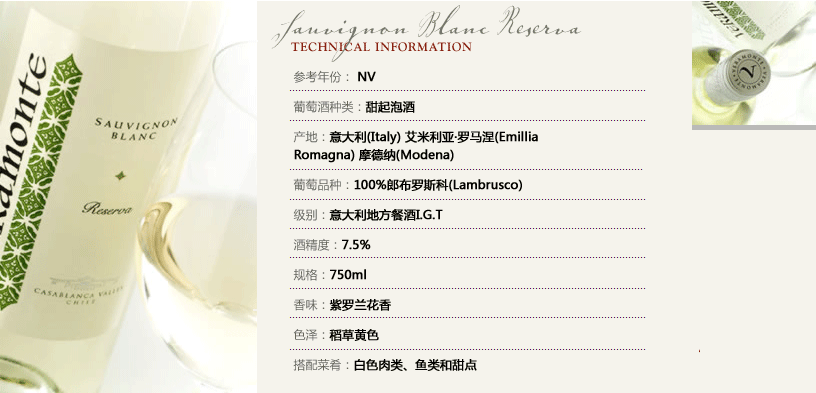 Sauvignon Blanc Reserva
TECHNICAL INFORMATION
参考年份： NV
葡萄酒种类：甜起泡酒
产地：意大利(Italy) 艾米利亚·罗马涅(Emillia
Romagna) 摩德纳(Modena)
葡萄品种：100%郎布罗斯科(Lambrusco)
级别：意大利地方餐酒I.G.T
酒精度：7.5%
规格：750ml
香味：紫罗兰花香
色泽：稻草黄色
搭配菜肴：白色肉类、鱼类和甜点
ramonte
SAUVIGNON
BLANC
Reserva
CASABLANCA VALLEY
CHILE